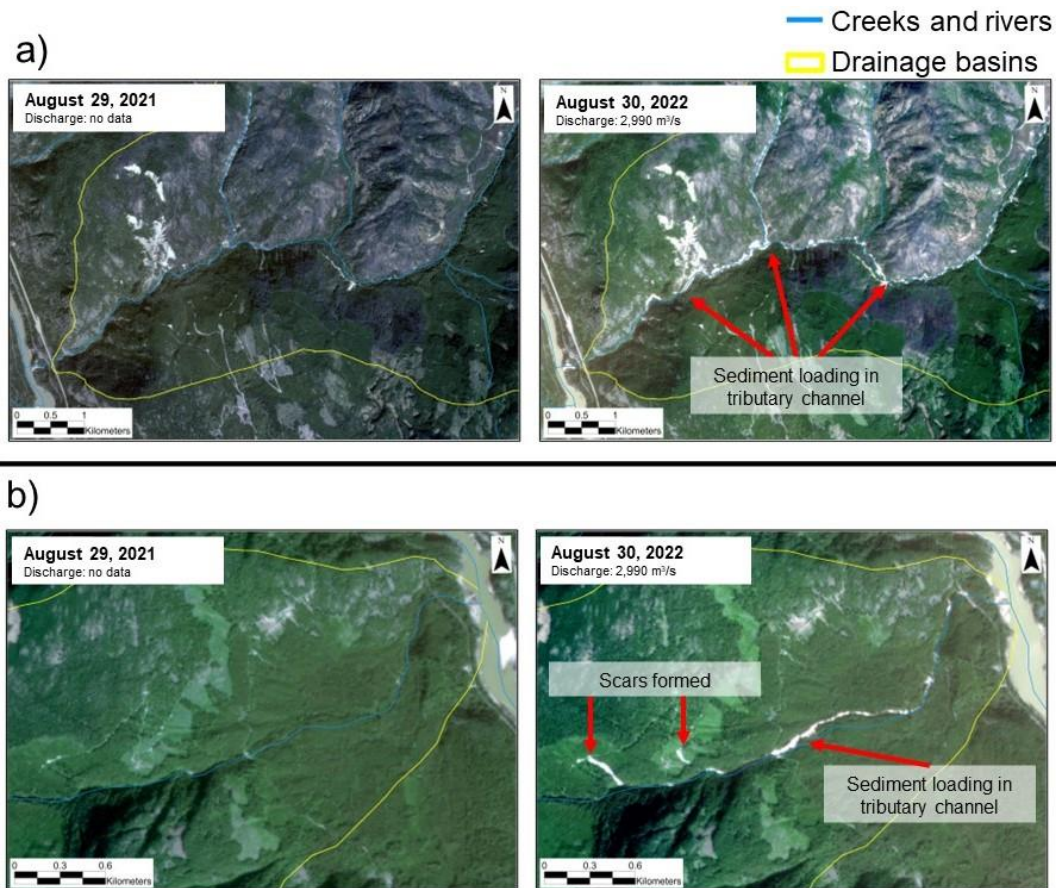 Creeks and rivers
Drainage basins
a)
August 29, 2021
Discharge: no data
N
0 0.5 1
Kilometers
August 30, 2022
Discharge: 2,990 m³/s
N
Sediment loading in
tributary channel
0 0.5 1
Kilometers
b)
August 29, 2021
Discharge: no data
N
0 0.3 0.6
Kilometers
August 30, 2022
Discharge: 2,990 m³/s
N
Scars formed
Sediment loading in
tributary channel
0 0.3 0.6
Kilometers